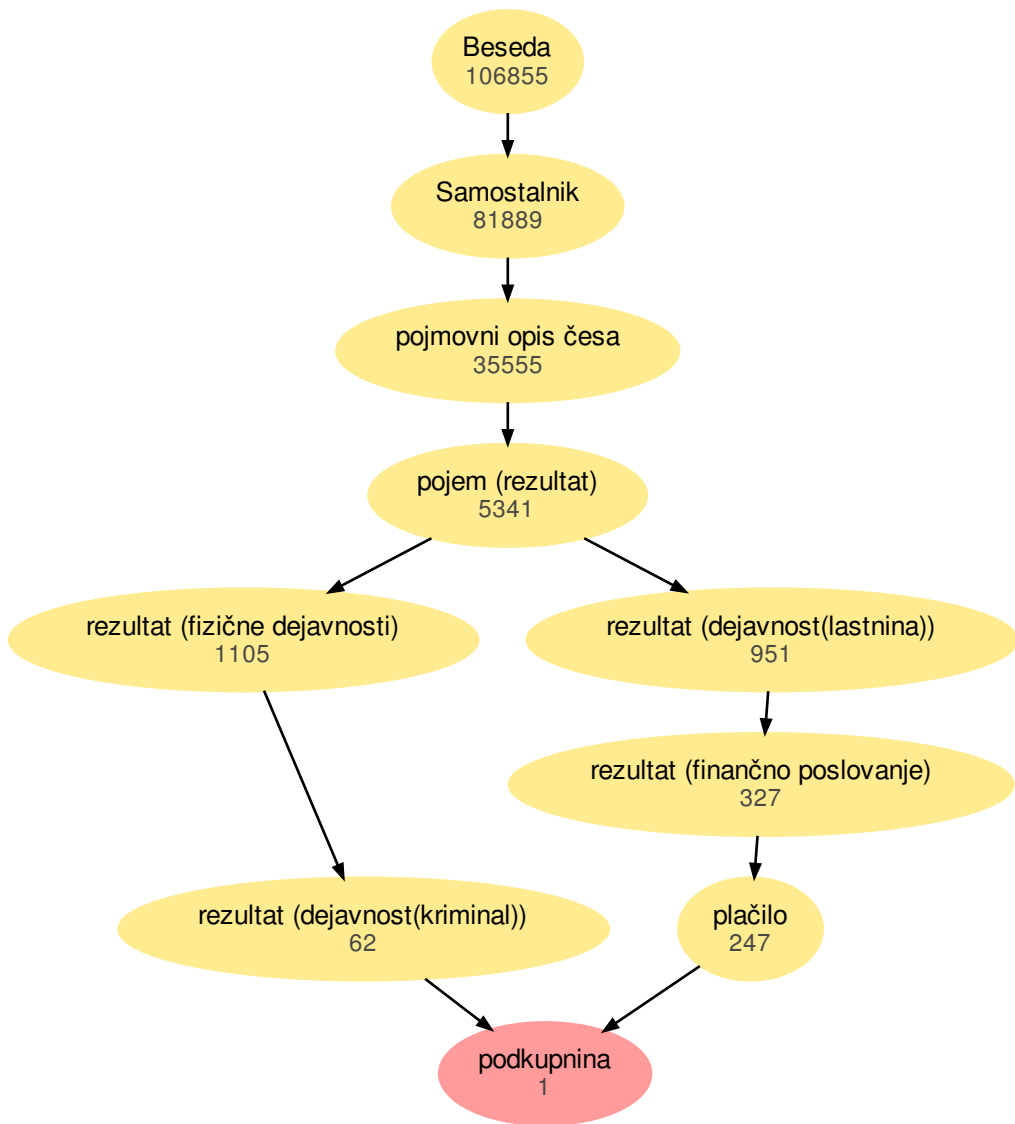 Beseda
106855
Samostalnik
81889
pojmovni opis česa
35555
pojem (rezultat)
5341
rezultat (fizične dejavnosti)
1105
rezultat (dejavnost(lastnina))
951
rezultat (finančno poslovanje)
327
rezultat (dejavnost(kriminal))
62
plačilo
247
podkupnina
1